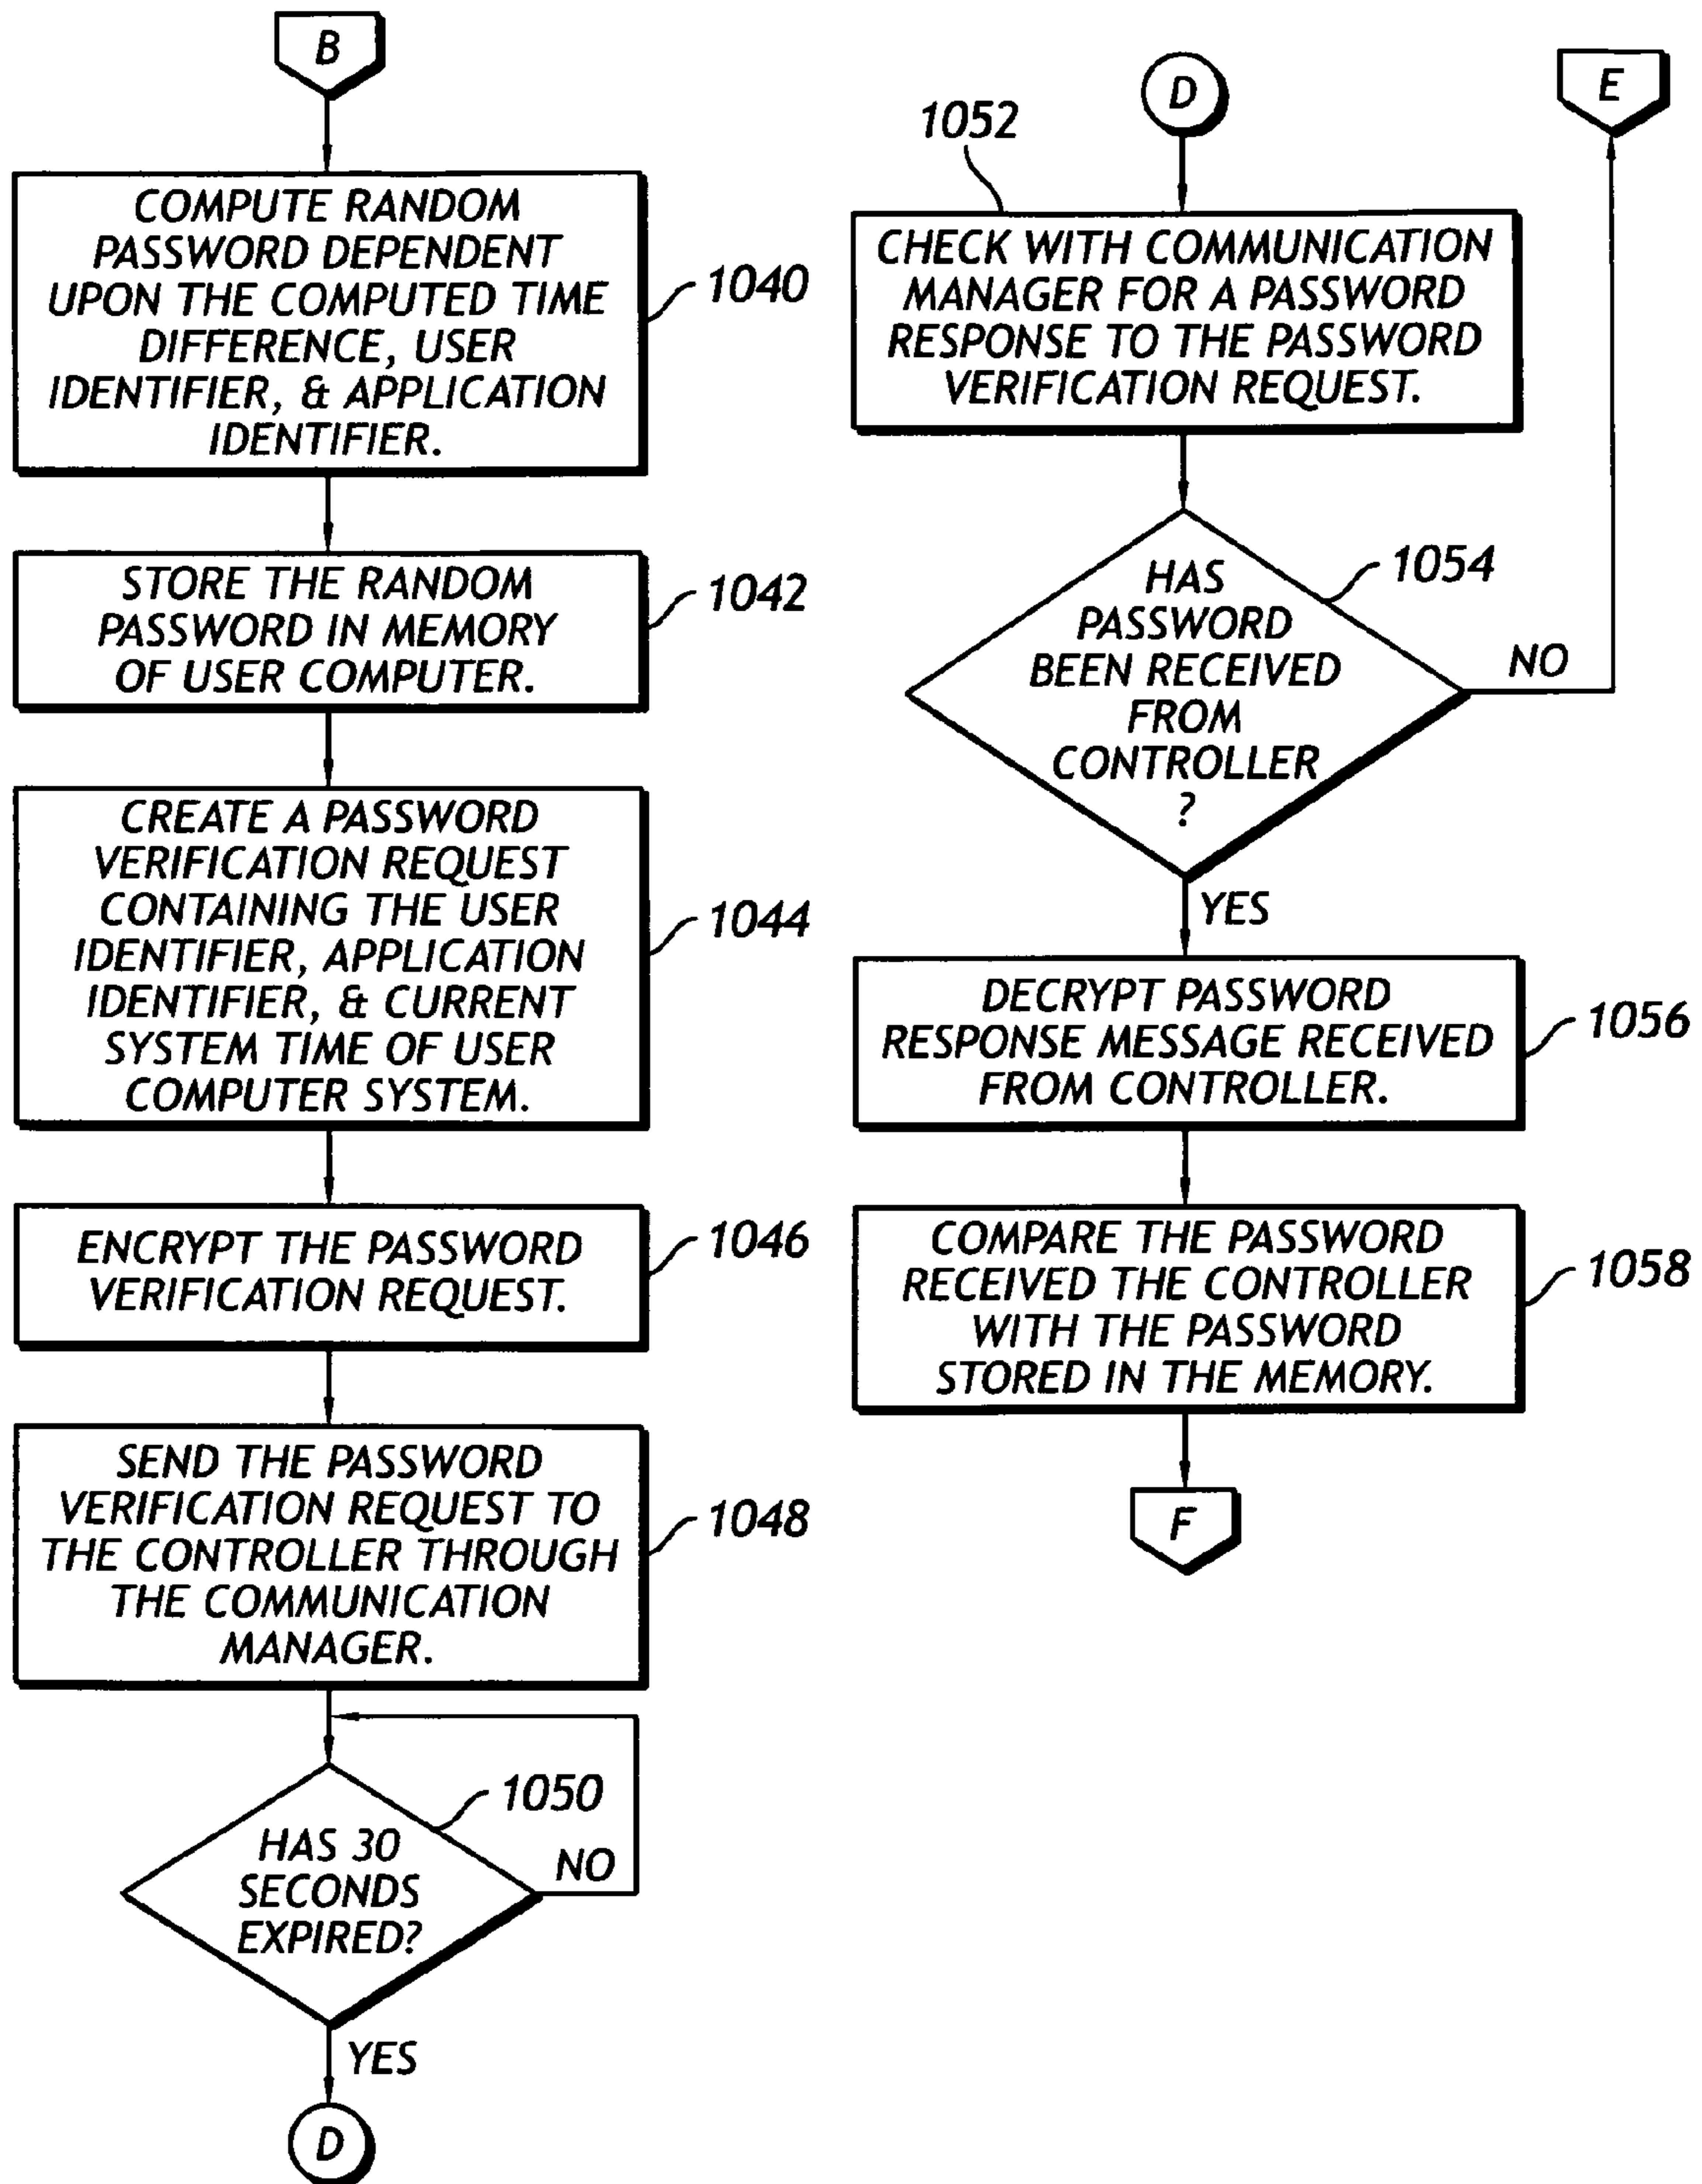 B
COMPUTE RANDOM
PASSWORD DEPENDENT
UPON THE COMPUTED TIME
DIFFERENCE, USER
IDENTIFIER, & APPLICATION
IDENTIFIER.
1040
STORE THE RANDOM
PASSWORD IN MEMORY
OF USER COMPUTER.
1042
CREATE A PASSWORD
VERIFICATION REQUEST
CONTAINING THE USER
IDENTIFIER, APPLICATION
IDENTIFIER, & CURRENT
SYSTEM TIME OF USER
COMPUTER SYSTEM.
1044
ENCRYPT THE PASSWORD
VERIFICATION REQUEST.
1046
SEND THE PASSWORD
VERIFICATION REQUEST TO
THE CONTROLLER THROUGH
THE COMMUNICATION
MANAGER.
1048
1050
HAS 30
SECONDS
EXPIRED?
NO
YES
D
D
E
1052
CHECK WITH COMMUNICATION
MANAGER FOR A PASSWORD
RESPONSE TO THE PASSWORD
VERIFICATION REQUEST.
1054
HAS
PASSWORD
BEEN RECEIVED
FROM
CONTROLLER
?
NO
YES
DECRYPT PASSWORD
RESPONSE MESSAGE RECEIVED
FROM CONTROLLER.
1056
COMPARE THE PASSWORD
RECEIVED THE CONTROLLER
WITH THE PASSWORD
STORED IN THE MEMORY.
1058
F